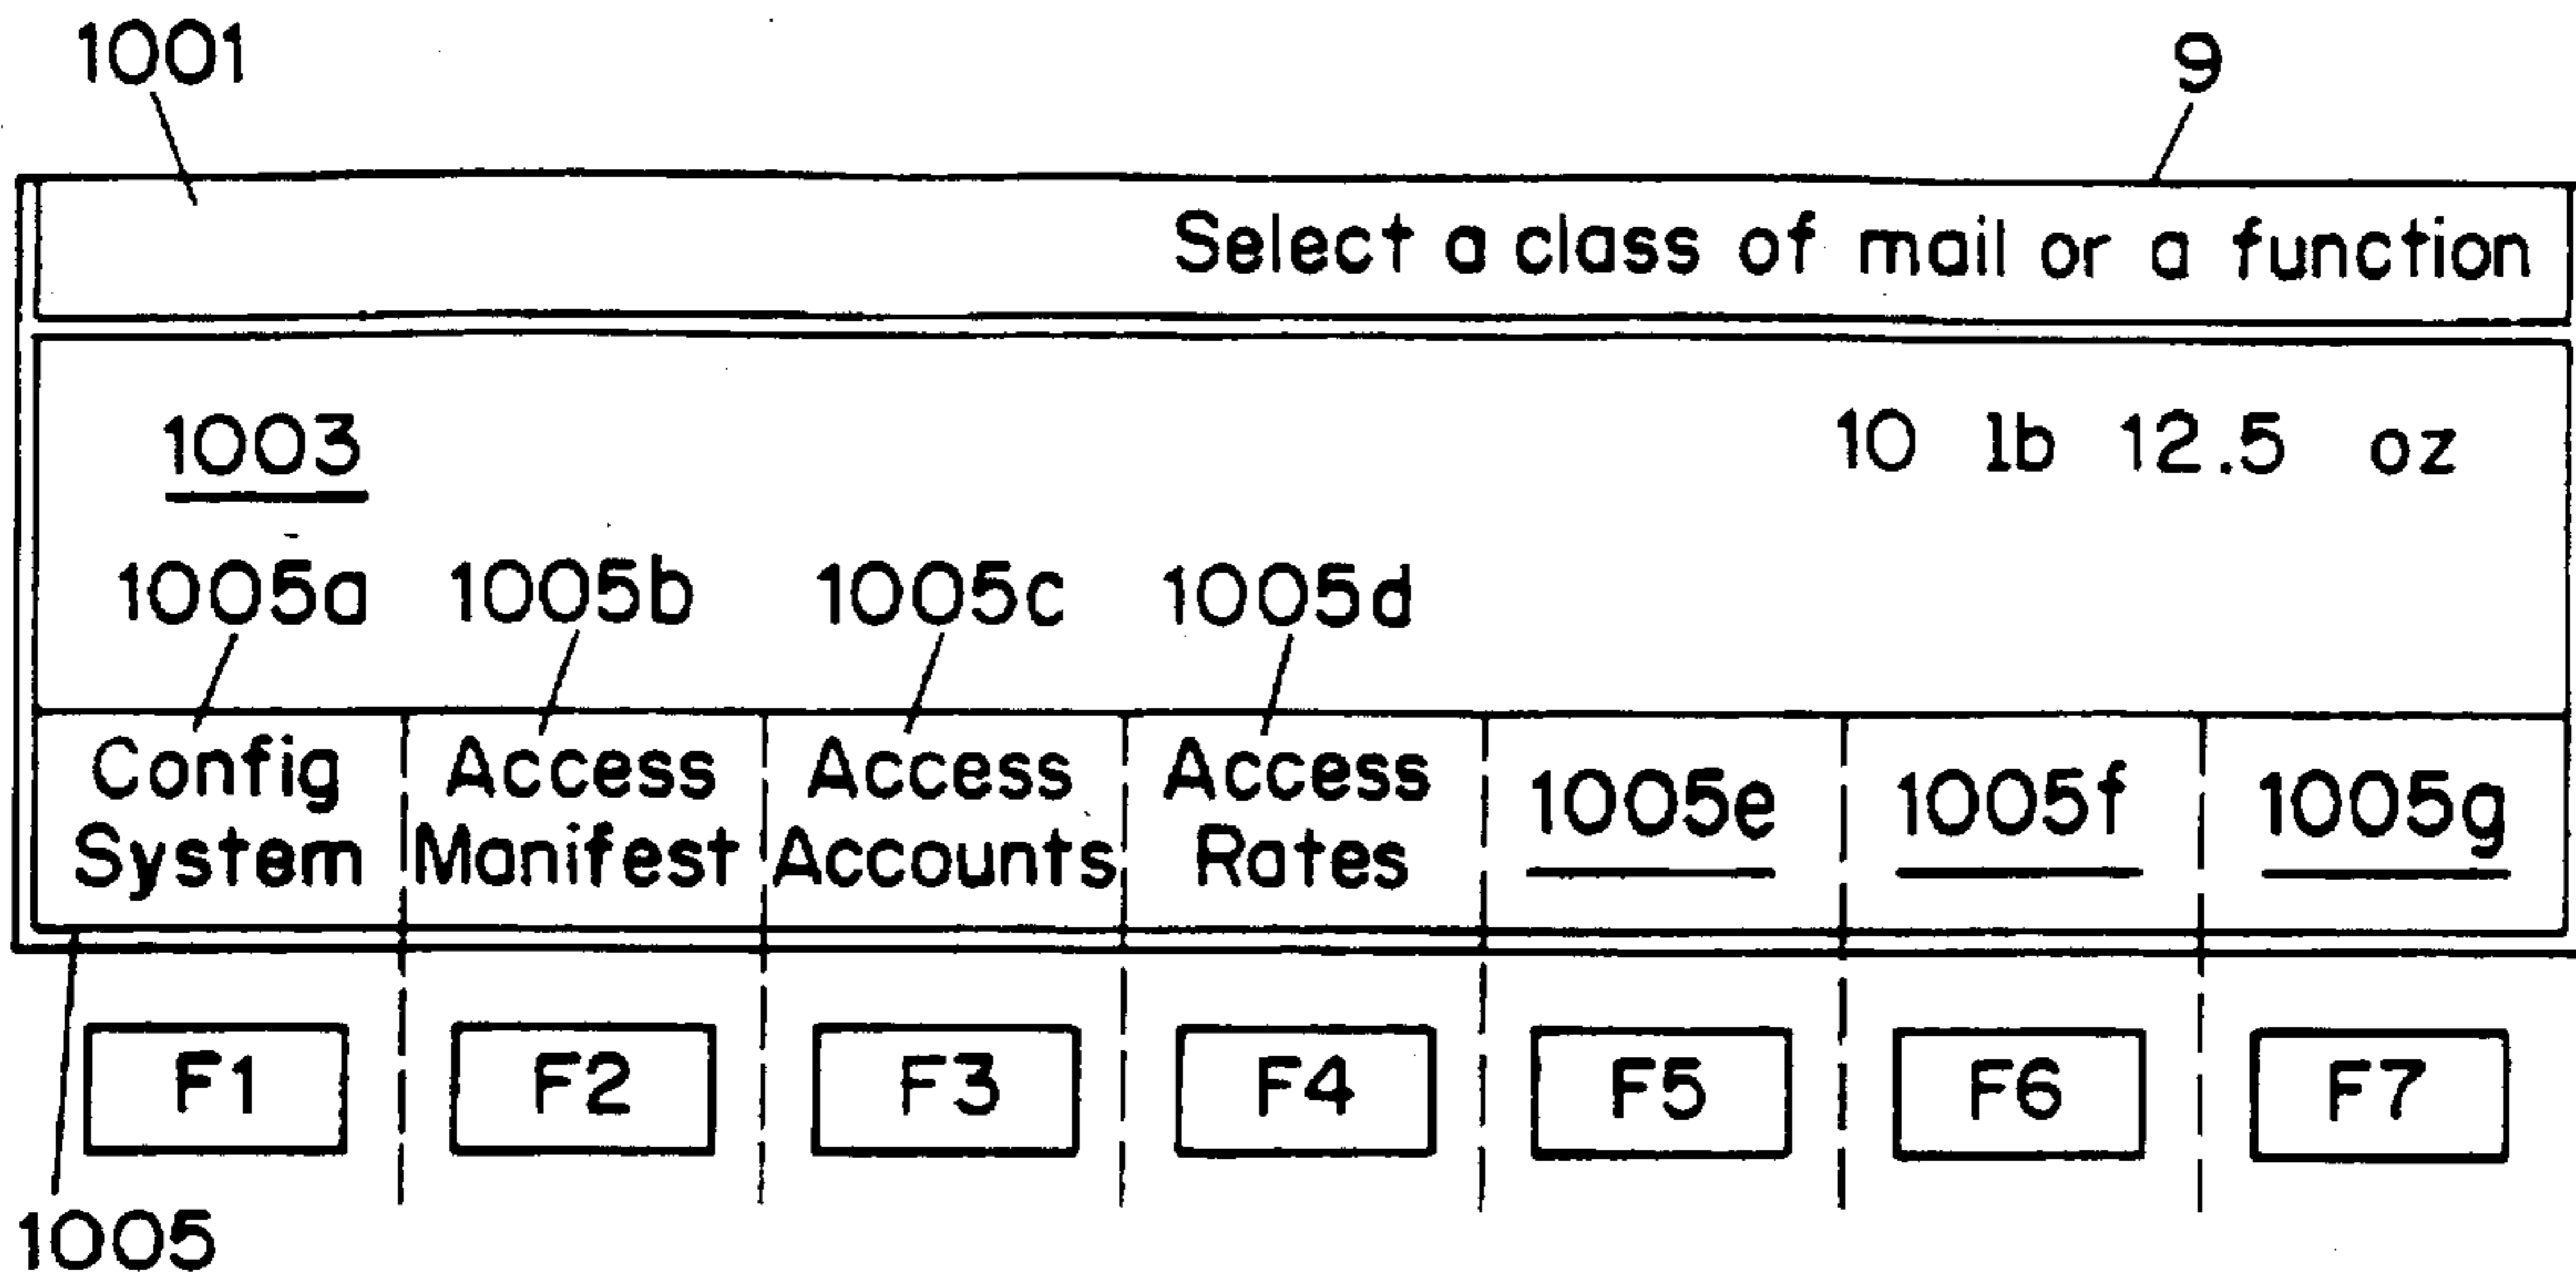 1001 9
Select a class of mail or a function
1003 10 lb 12.5 oz
1005a 1005b 1005c 1005d
Config Access Access Access
System Manifest Accounts Rates 1005e 1005f 1005g
F1 F2 F3 F4 F5 F6 F7
1005